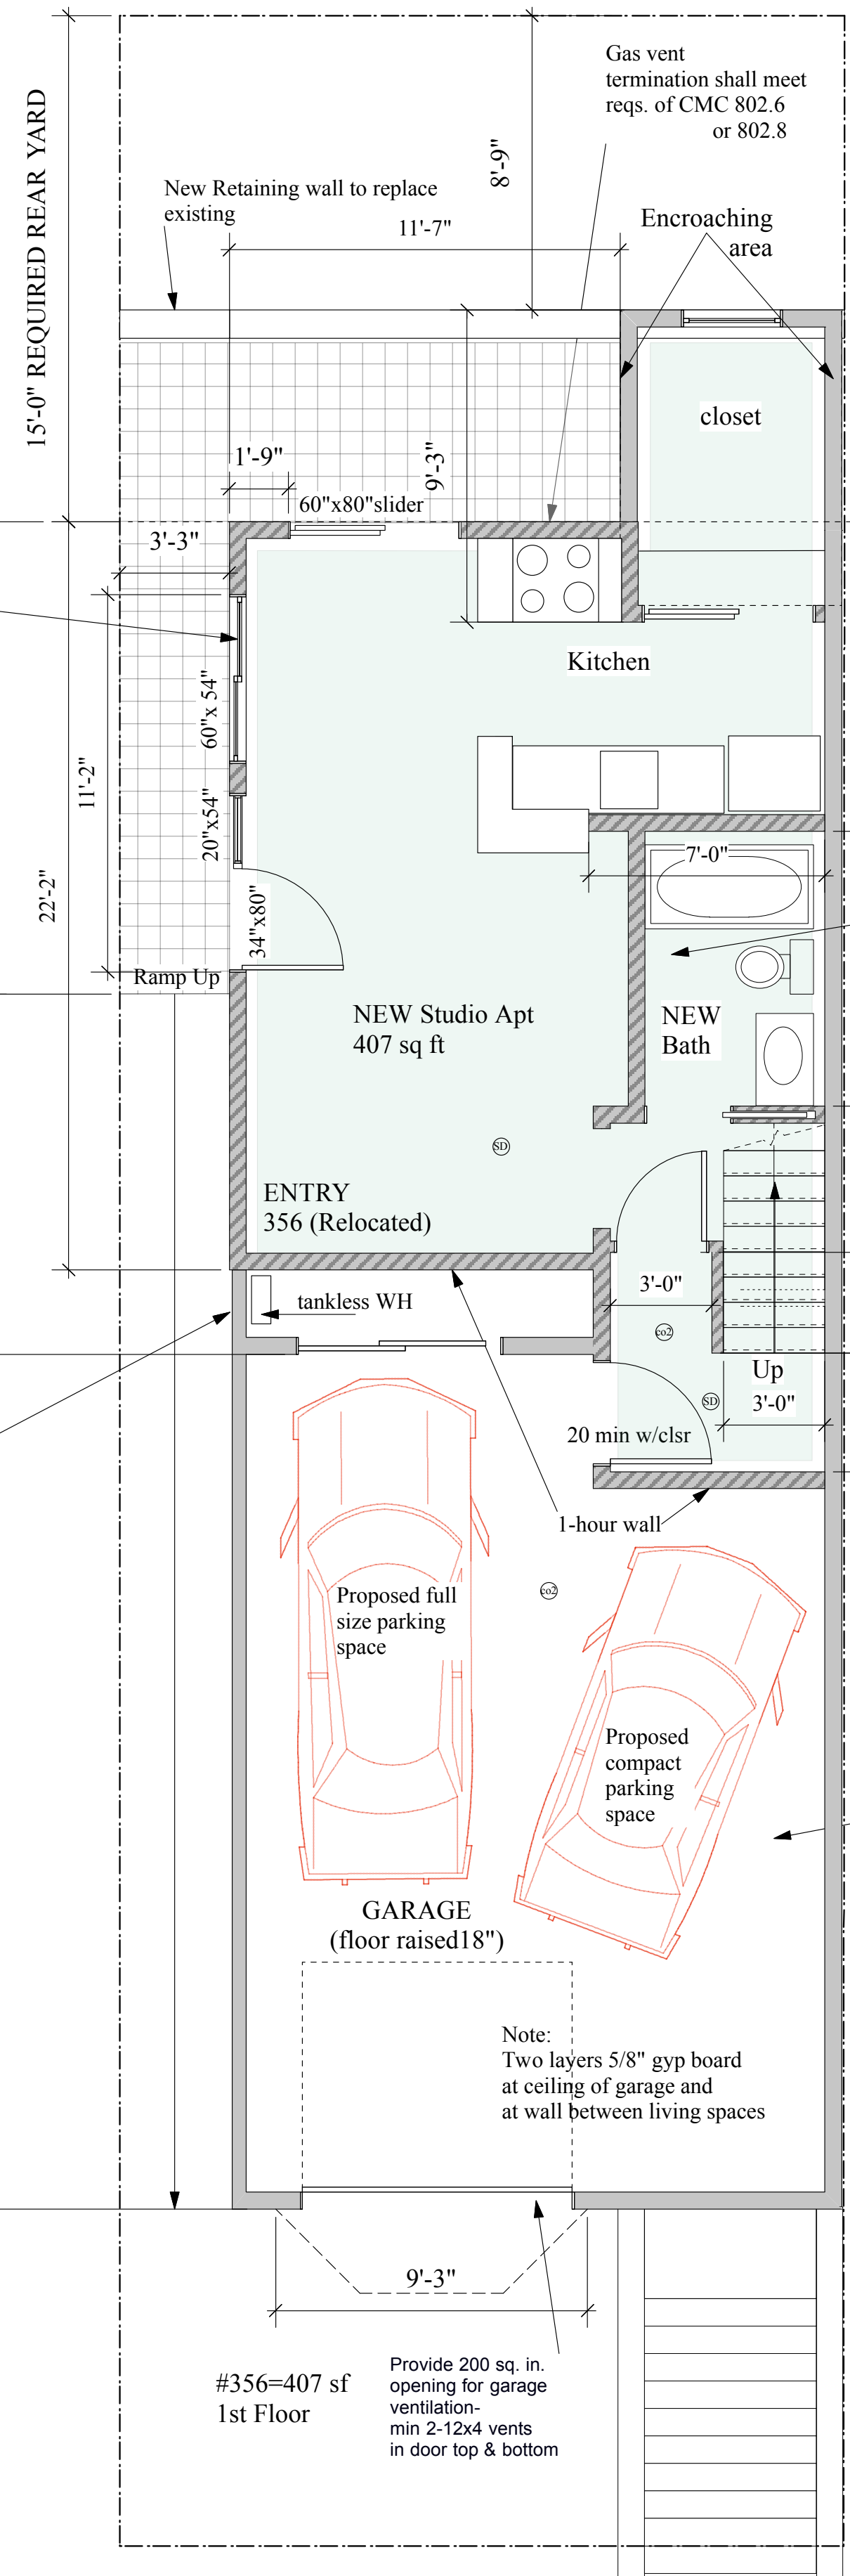 Gas vent
termination shall meet
reqs. of CMC 802.6
or 802.8
15'-0" REQUIRED REAR YARD
8'-9"
New Retaining wall to replace
existing
11'-7"
Encroaching
area
closet
1'-9"
9'-3"
60"x80"slider
3'-3"
Kitchen
60"x 54"
11'-2"
20"x54"
7'-0"
22'-2"
34"x80"
Ramp Up
NEW Studio Apt
407 sq ft
NEW
Bath
SD
ENTRY
356 (Relocated)
3'-0"
tankless WH
co2
Up
3'-0"
SD
20 min w/clsr
1-hour wall
co2
Proposed full
size parking
space
Proposed
compact
parking
space
GARAGE
(floor raised18")
Note:
Two layers 5/8" gyp board
at ceiling of garage and
at wall between living spaces
9'-3"
#356=407 sf
1st Floor
Provide 200 sq. in.
opening for garage
ventilation-
min 2-12x4 vents
in door top & bottom